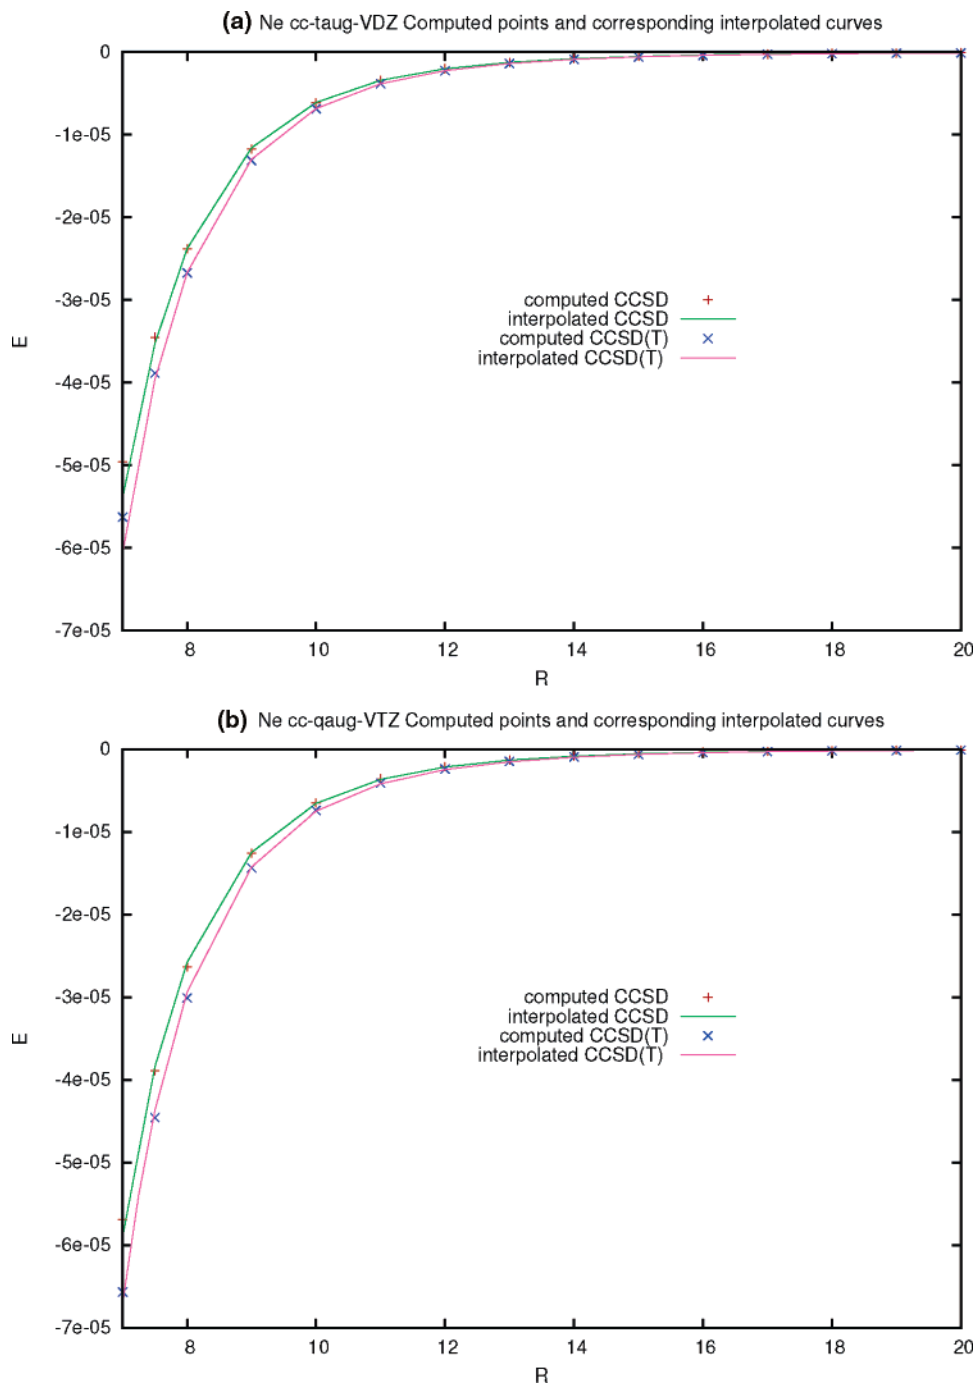 (a) Ne cc-taug-VDZ Computed points and corresponding interpolated curves
0
-1e-05
-2e-05
-3e-05
-4e-05
-5e-05
-6e-05
-7e-05
E
computed CCSD
interpolated CCSD
computed CCSD(T)
interpolated CCSD(T)
8 10 12 14 16 18 20
R
(b) Ne cc-qaug-VTZ Computed points and corresponding interpolated curves
0
-1e-05
-2e-05
-3e-05
-4e-05
-5e-05
-6e-05
-7e-05
E
computed CCSD
interpolated CCSD
computed CCSD(T)
interpolated CCSD(T)
8 10 12 14 16 18 20
R